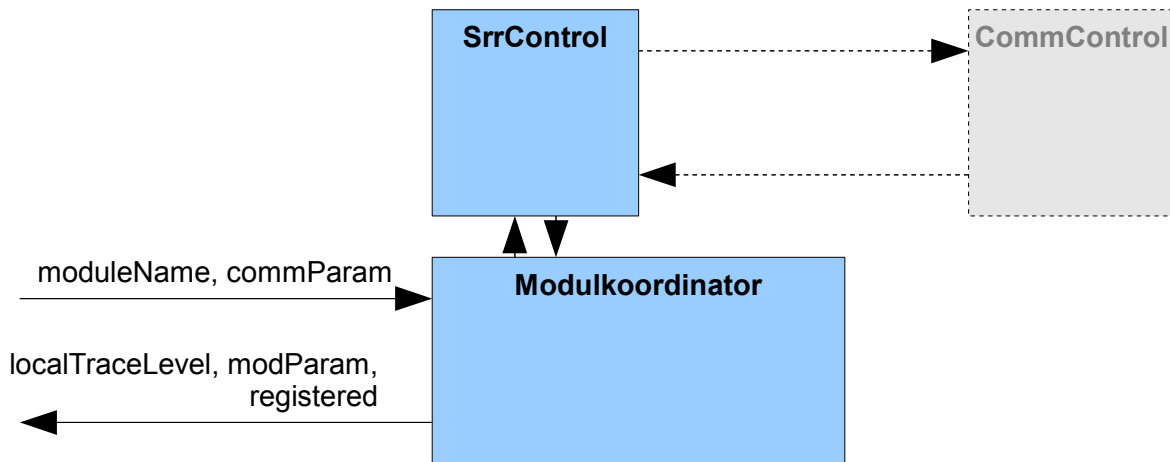 SrrControl
CommControl
moduleName, commParam
Modulkoordinator
localTraceLevel, modParam,
registered